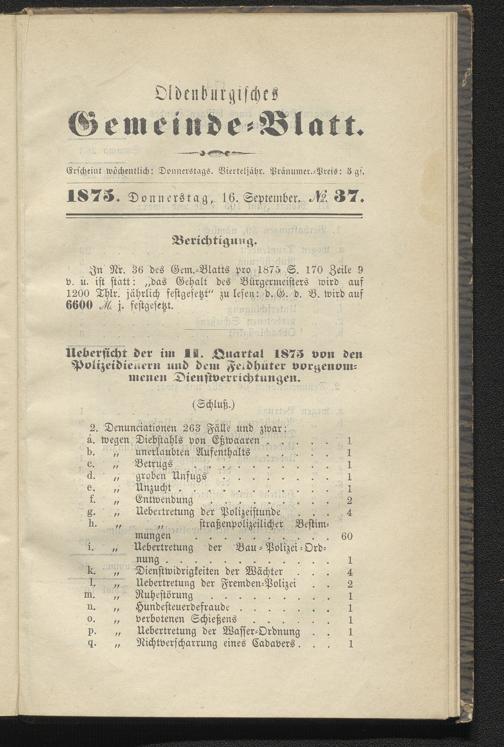 Oldenburgisches
Gemeinde-Blatt.
Erscheint wöchentlich: Donnerstags. Vierteljähr. Pränumer.-Preis: 5 gs.
1875. Donnerstag, 16. September. № 37.
Berichtigung.
In Nr. 36 des Gem.-Blatts pro 1875 S. 170 Zeile 9
v. u. ist statt: „das Gehalt des Bürgermeisters wird auf
1200 Thlr. jährlich festgesetzt" zu lesen: d. G. d. B. wird auf
6600 M. j. festgesetzt.
Uebersicht der im II. Quartal 1875 von den
Polizeidienern und dem Feldhüter vorgenom-
menen Dienstverrichtungen.
(Schluß.)
2. Denunciationen 263 Fälle und zwar:
a. wegen Diebstahls von Eßwaaren . . . . . 1
b. „ unerlaubten Aufenthalts . . . . . 1
c. „ Betrugs . . . . . 1
d. „ groben Unfugs . . . . . 1
e. „ Unzucht . . . . . 1
f. „ Entwendung . . . . . 2
g. „ Uebertretung der Polizeistunde . . . 4
h. „ „ straßenpolizeilicher Bestim-
mungen . . . . . 60
i. „ Uebertretung der Bau-Polizei-Ord-
nung . . . . . 1
k. „ Dienstwidrigkeiten der Wächter . . . 4
l. „ Uebertretung der Fremden-Polizei . . 2
m. „ Ruhestörung . . . . . 1
n. „ Hundesteuerdefraude . . . . . 1
o. „ verbotenen Schießens . . . . . 1
p. „ Uebertretung der Wasser-Ordnung . . . 1
q. „ Nichtverscharrung eines Cadavers . . . 1